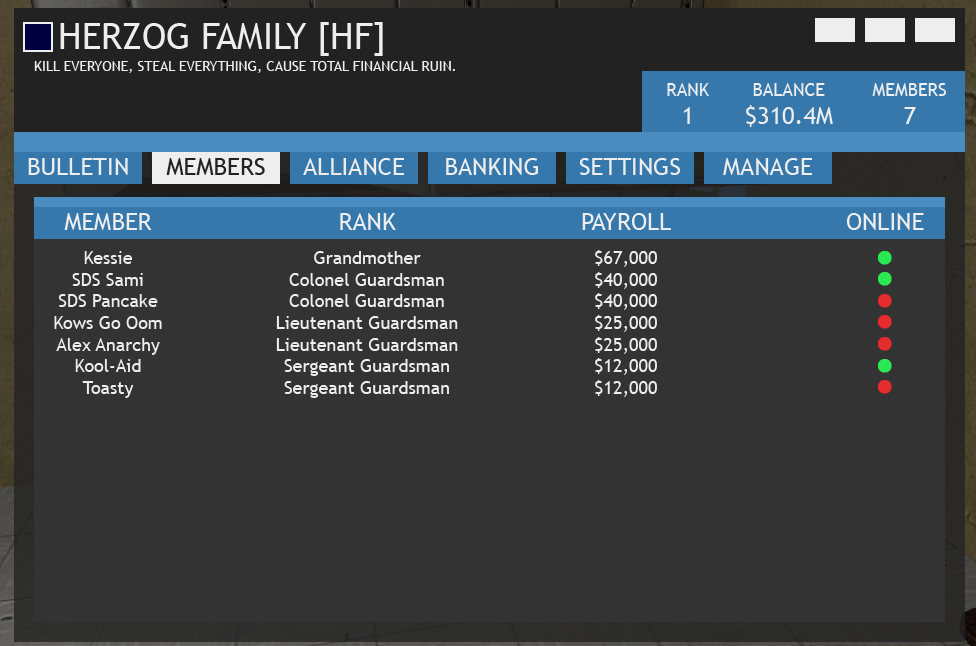 HERZOG FAMILY [HF]
KILL EVERYONE, STEAL EVERYTHING, CAUSE TOTAL FINANCIAL RUIN.
RANK BALANCE MEMBERS
1 $310.4M 7
BULLETIN MEMBERS ALLIANCE BANKING SETTINGS MANAGE
MEMBER RANK PAYROLL ONLINE
Kessie Grandmother $67,000
SDS Sami Colonel Guardsman $40,000
SDS Pancake Colonel Guardsman $40,000
Kows Go Oom Lieutenant Guardsman $25,000
Alex Anarchy Lieutenant Guardsman $25,000
Kool-Aid Sergeant Guardsman $12,000
Toasty Sergeant Guardsman $12,000